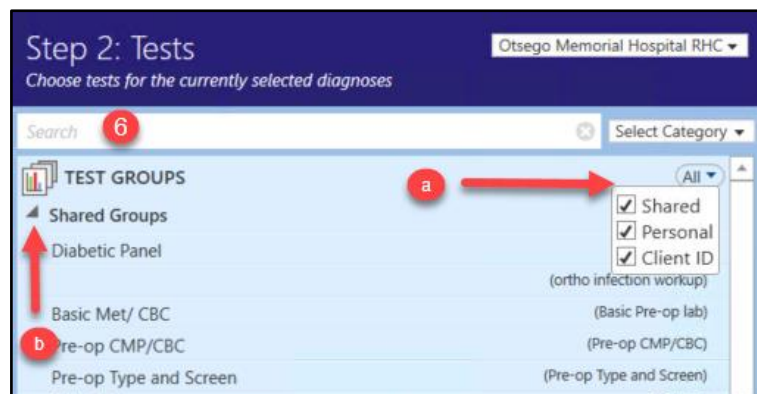 Step 2: Tests
Otsego Memorial Hospital RHC
Choose tests for the currently selected diagnoses
Search
6
Select Category
TEST GROUPS
a
All
Shared Groups
Shared
Personal
Client ID
Diabetic Panel
(ortho infection workup)
Basic Met/ CBC
(Basic Pre-op lab)
b
Pre-op CMP/CBC
(Pre-op CMP/CBC)
Pre-op Type and Screen
(Pre-op Type and Screen)